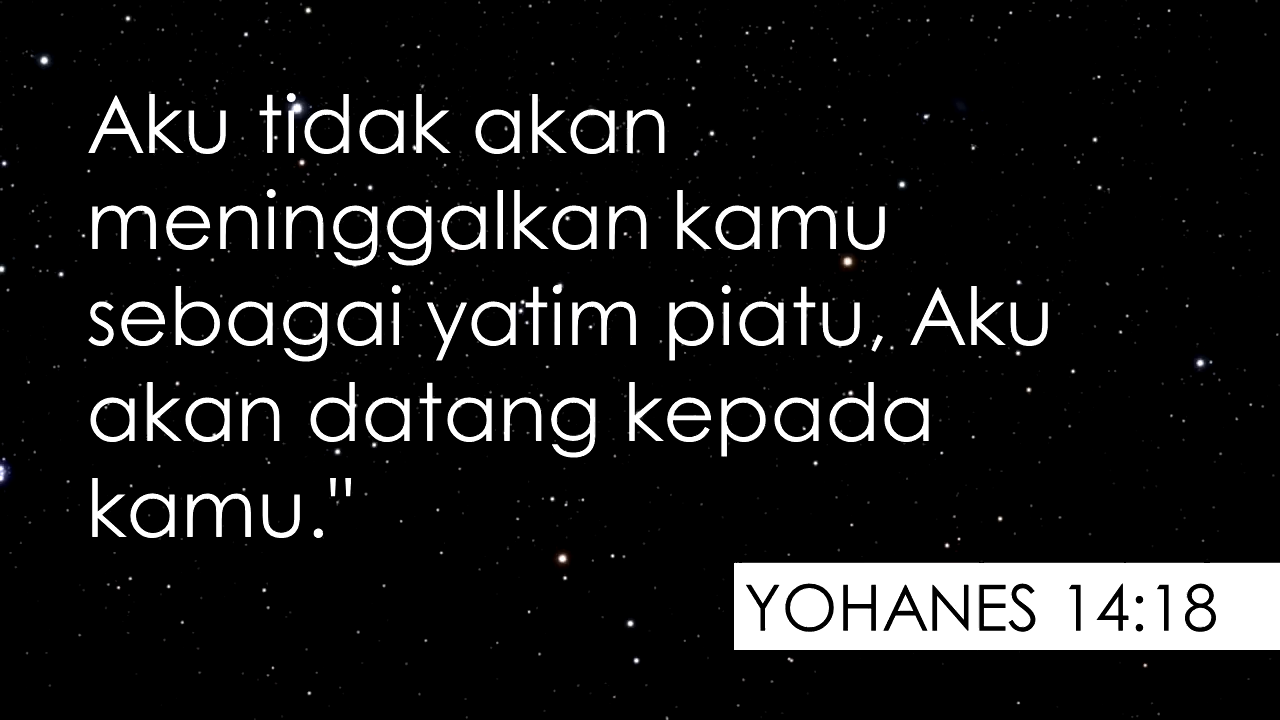 Aku tidak akan
meninggalkan kamu
sebagai yatim piatu, Aku
akan datang kepada
kamu."
YOHANES 14:18